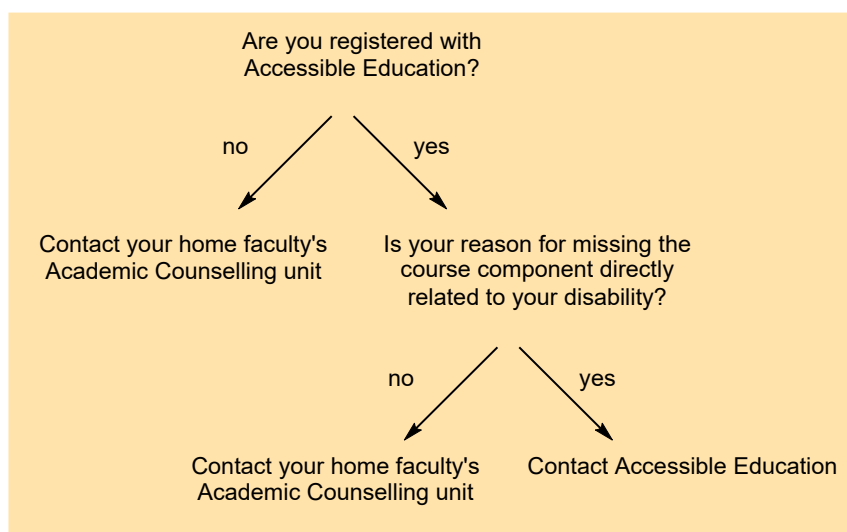 Are you registered with
Accessible Education?
no
yes
Contact your home faculty's
Academic Counselling unit
Is your reason for missing the
course component directly
related to your disability?
no
yes
Contact your home faculty's
Academic Counselling unit
Contact Accessible Education